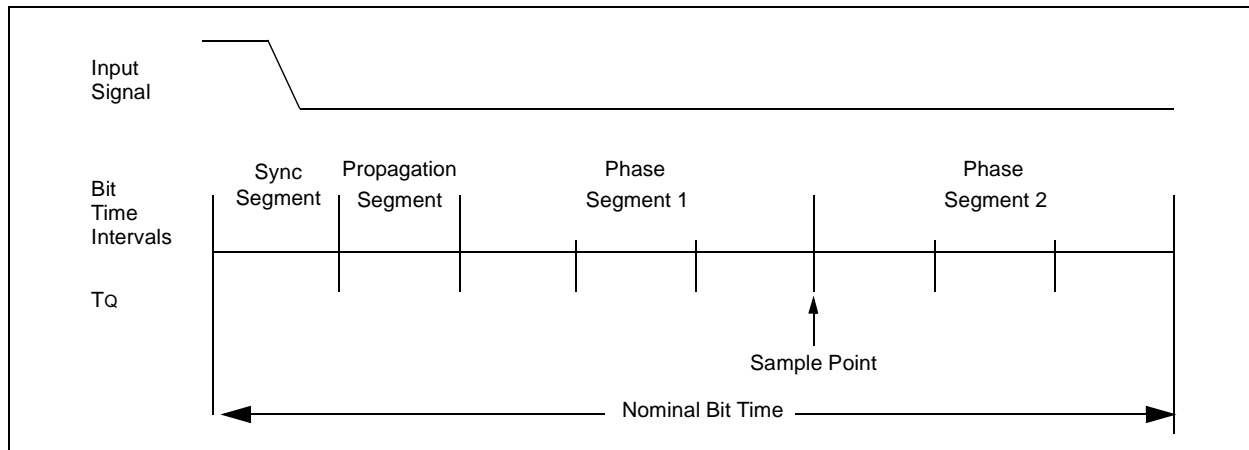 Input
Signal
Sync
Segment
Propagation
Segment
Phase
Segment 1
Phase
Segment 2
Bit
Time
Intervals
TQ
Sample Point
Nominal Bit Time